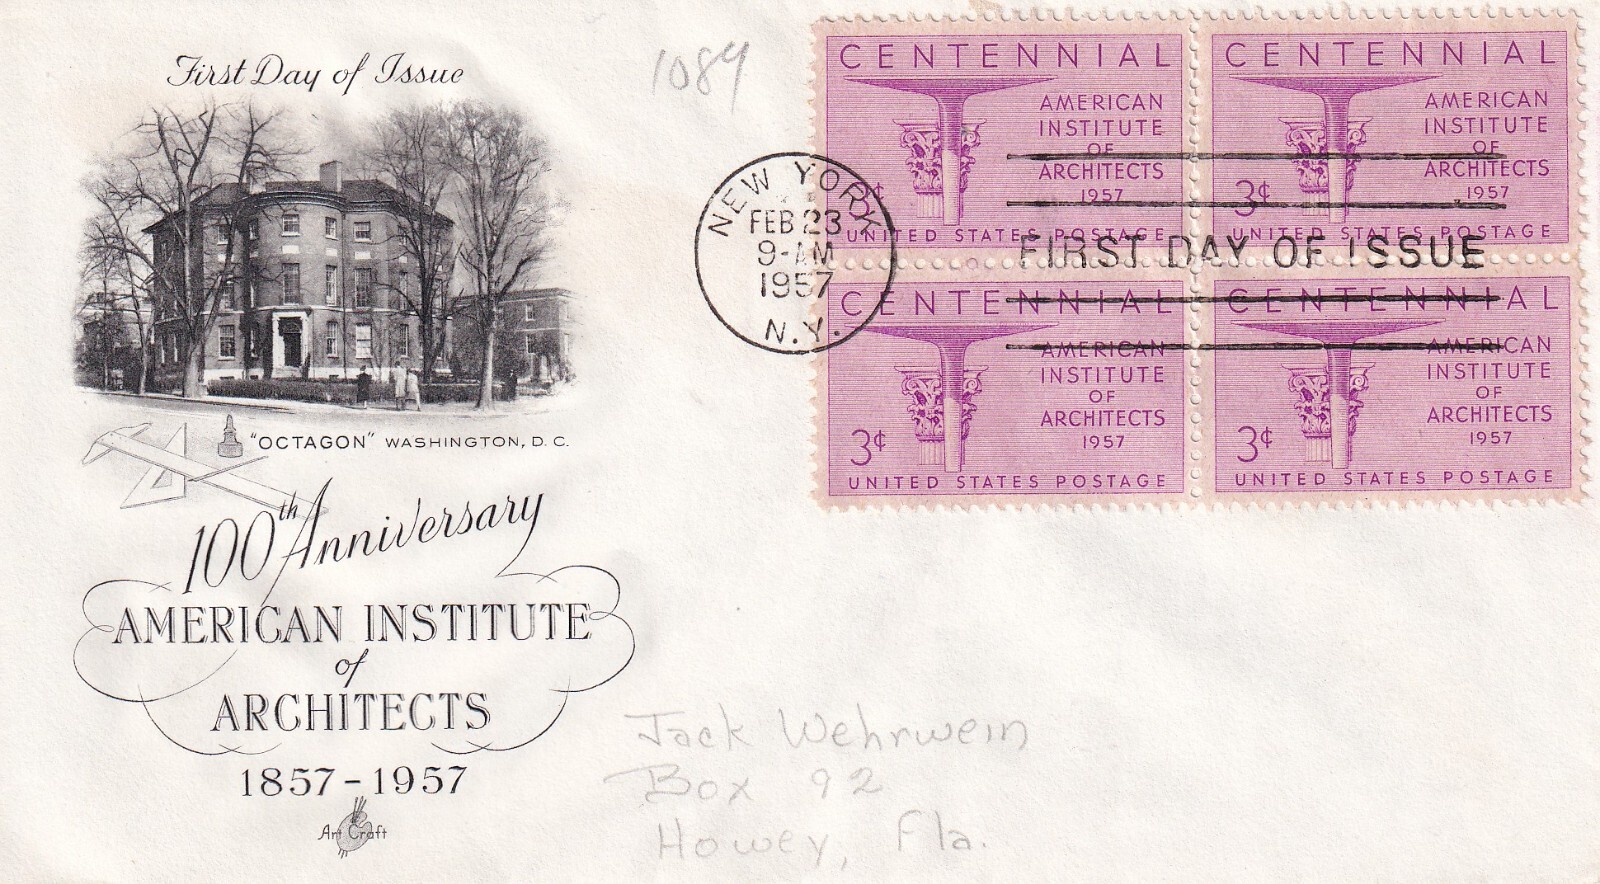 First Day of Issue
1089
"OCTAGON" WASHINGTON, D. C.
100th Anniversary
AMERICAN INSTITUTE
of
ARCHITECTS
1857-1957
Art Craft
NEW YORK
FEB 23
9-AM
1957
N.Y.
FIRST DAY OF ISSUE
CENTENNIAL
AMERICAN
INSTITUTE
OF
ARCHITECTS
1957
¢
UNITED STATES POSTAGE
CENTENNIAL
AMERICAN
INSTITUTE
OF
ARCHITECTS
1957
3¢
UNITED STATES POSTAGE
CENTENNIAL
AMERICAN
INSTITUTE
OF
ARCHITECTS
1957
3¢
UNITED STATES POSTAGE
CENTENNIAL
AMERICAN
INSTITUTE
OF
ARCHITECTS
1957
3¢
UNITED STATES POSTAGE
Jack Wehrwein
Box 92
Howey, Fla.